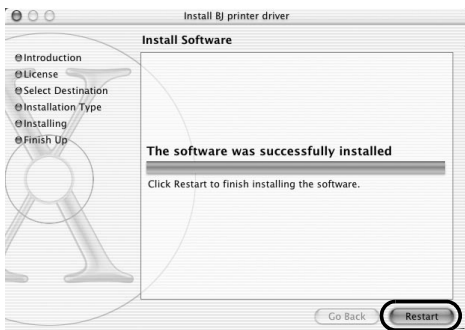 Install BJ printer driver
Install Software
Introduction
License
Select Destination
Installation Type
Installing
Finish Up
The software was successfully installed
Click Restart to finish installing the software.
Go Back
Restart